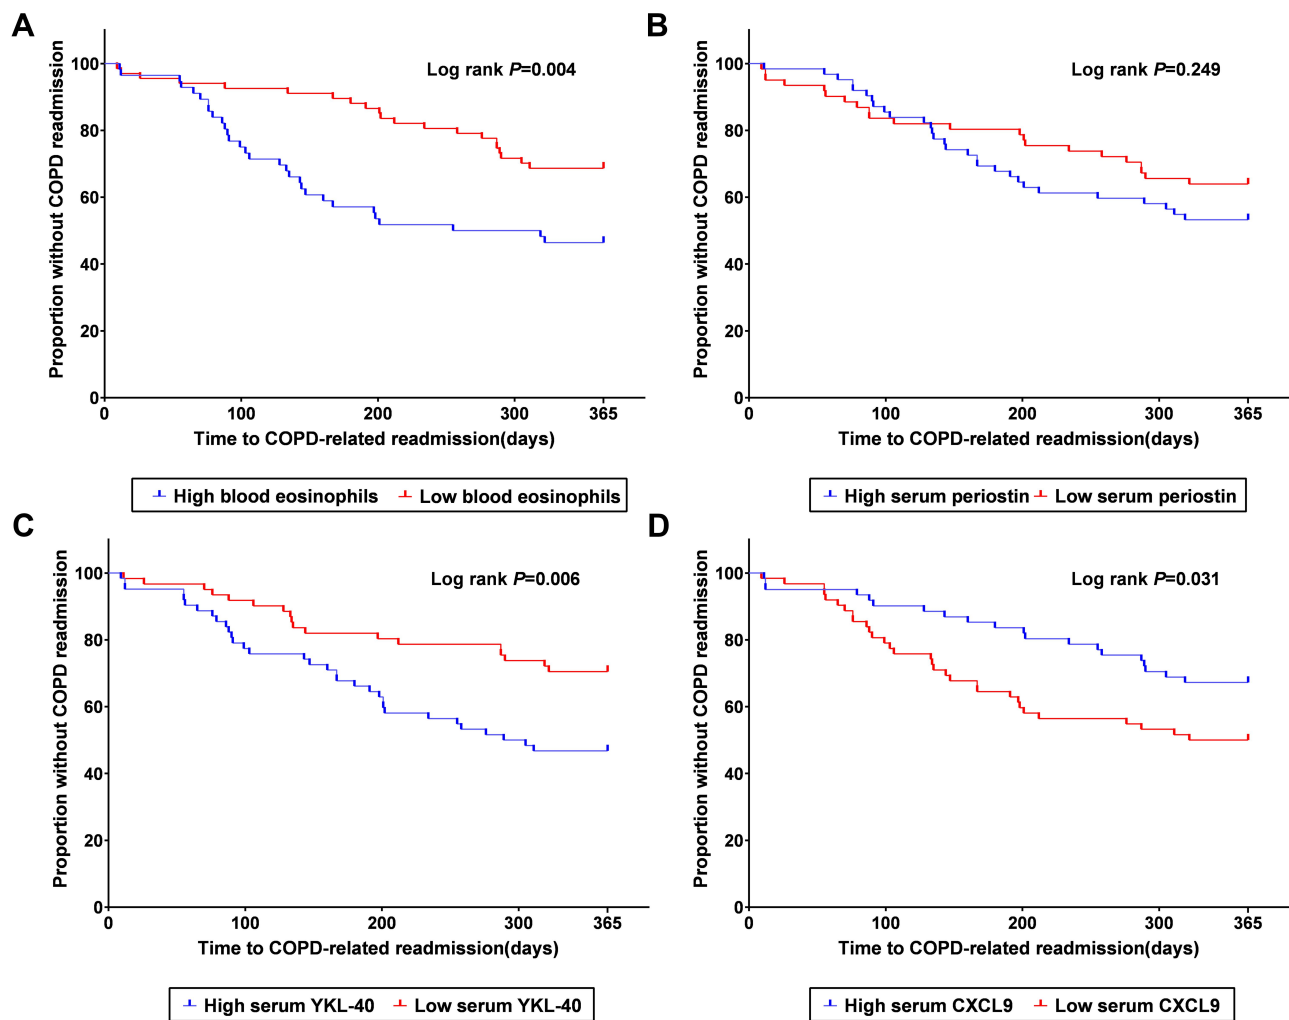 A
Log rank P=0.004
Proportion without COPD readmission
100
80
60
40
20
0
0 100 200 300 365
Time to COPD-related readmission(days)
High blood eosinophils Low blood eosinophils
B
Log rank P=0.249
Proportion without COPD readmission
100
80
60
40
20
0
0 100 200 300 365
Time to COPD-related readmission(days)
High serum periostin Low serum periostin
C
Log rank P=0.006
Proportion without COPD readmission
100
80
60
40
20
0
0 100 200 300 365
Time to COPD-related readmission(days)
High serum YKL-40 Low serum YKL-40
D
Log rank P=0.031
Proportion without COPD readmission
100
80
60
40
20
0
0 100 200 300 365
Time to COPD-related readmission(days)
High serum CXCL9 Low serum CXCL9